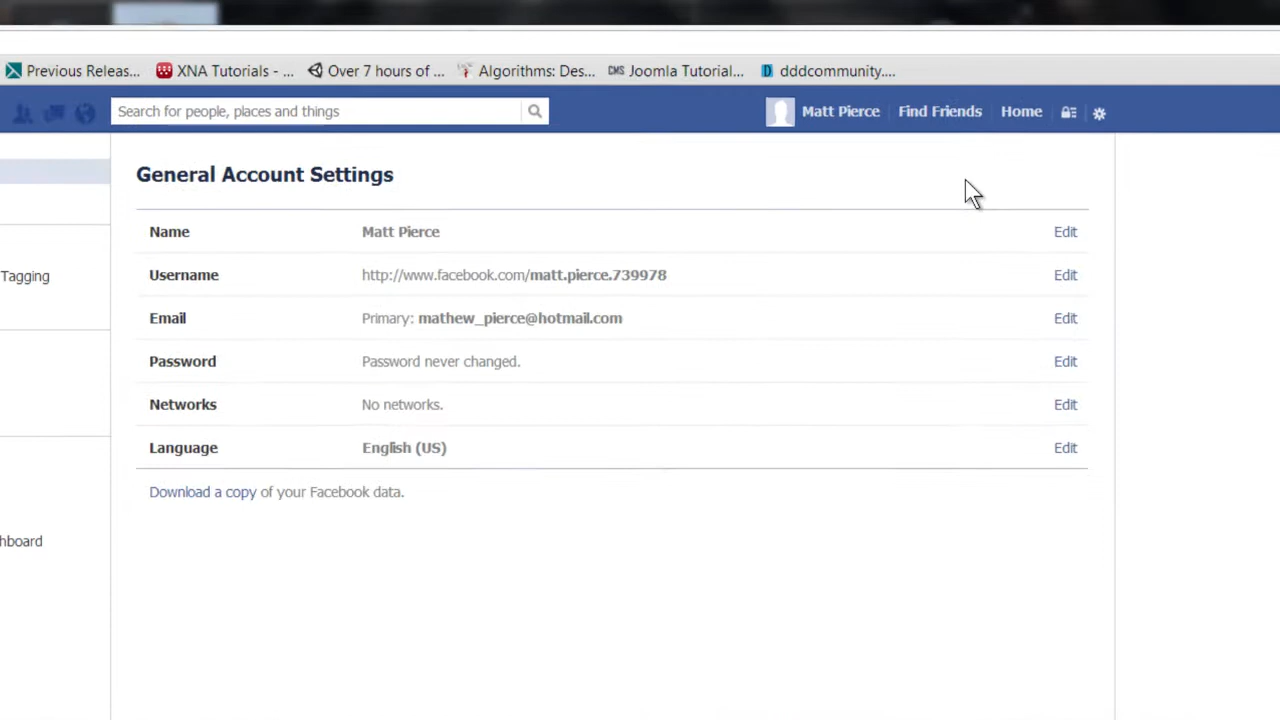 Previous Releas... XNA Tutorials - ... Over 7 hours of ... Algorithms: Des... CMS Joomla Tutorial... D dddcommunity....
Search for people, places and things Matt Pierce Find Friends Home
General Account Settings
Name Matt Pierce Edit
Username http://www.facebook.com/matt.pierce.739978 Edit
Tagging
Email Primary: mathew_pierce@hotmail.com Edit
Password Password never changed. Edit
Networks No networks. Edit
Language English (US) Edit
Download a copy of your Facebook data.
hboard